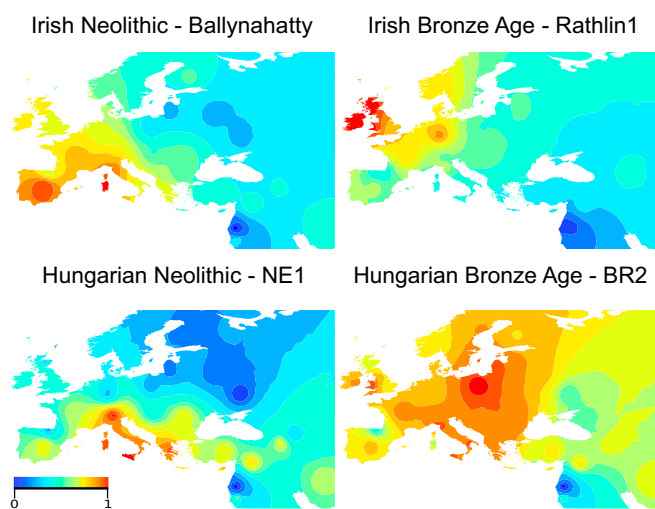 Irish Neolithic - Ballynahatty
Irish Bronze Age - Rathlin1
Hungarian Neolithic - NE1
Hungarian Bronze Age - BR2
0 1